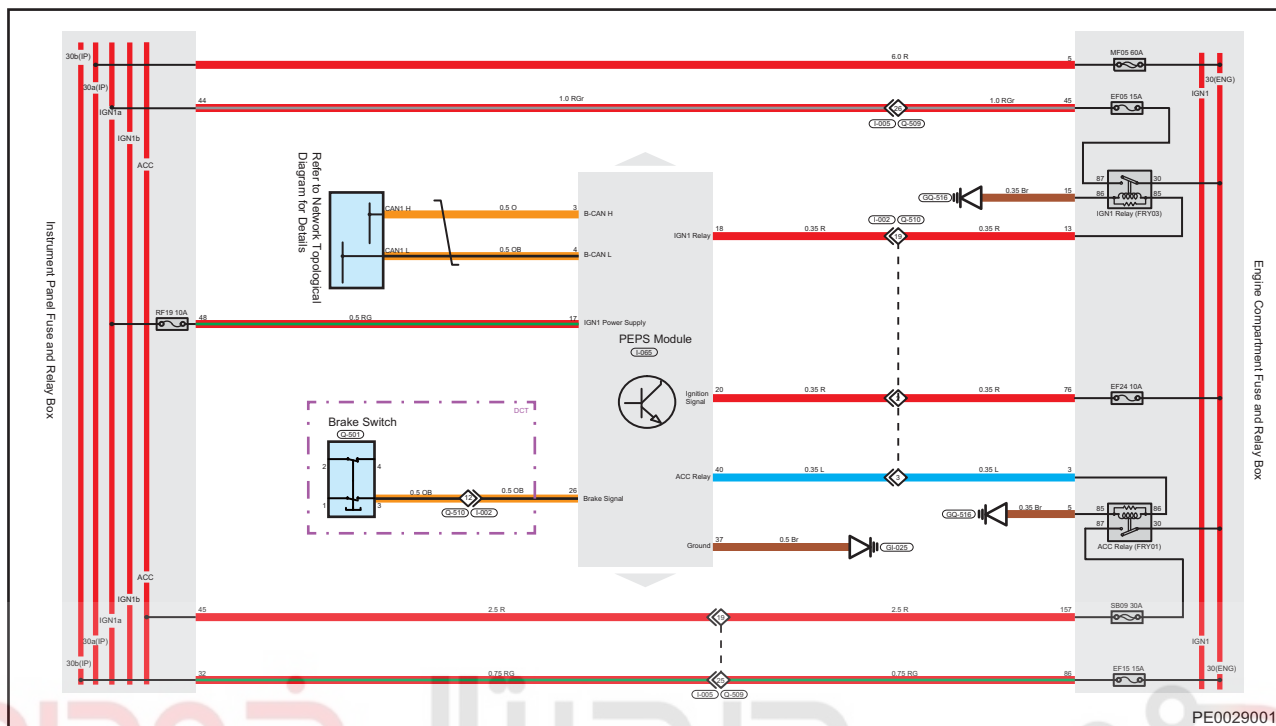 30b(IP)
30a(IP)
IGN1a
IGN1b
ACC
6.0 R
5
MF05 60A
30(ENG)
IGN1
44
1.0 RGr
26
1.0 RGr
45
EF05 15A
I-005
Q-509
Refer to Network Topological
Diagram for Details
CAN1 H
0.5 O
3
B-CAN H
CAN1 L
0.5 OB
4
B-CAN L
GQ-516
0.35 Br
15
87
30
86
85
IGN1 Relay (FRY03)
I-002
Q-510
IGN1 Relay
18
0.35 R
19
0.35 R
13
Instrument Panel Fuse and Relay Box
Engine Compartment Fuse and Relay Box
RF19 10A
48
0.5 RG
17
IGN1 Power Supply
PEPS Module
I-065
Ignition
Signal
20
0.35 R
0.35 R
76
EF24 10A
DCT
Brake Switch
Q-501
2
4
1
3
0.5 OB
12
0.5 OB
26
Brake Signal
Q-510
I-002
ACC Relay
40
0.35 L
3
0.35 L
3
GQ-516
0.35 Br
5
85
86
87
30
ACC Relay (FRY01)
Ground
37
0.5 Br
GI-025
ACC
IGN1b
IGN1a
30a(IP)
30b(IP)
45
2.5 R
19
2.5 R
157
SB09 30A
IGN1
30(ENG)
32
0.75 RG
25
0.75 RG
86
EF15 15A
I-005
Q-509
PE0029001